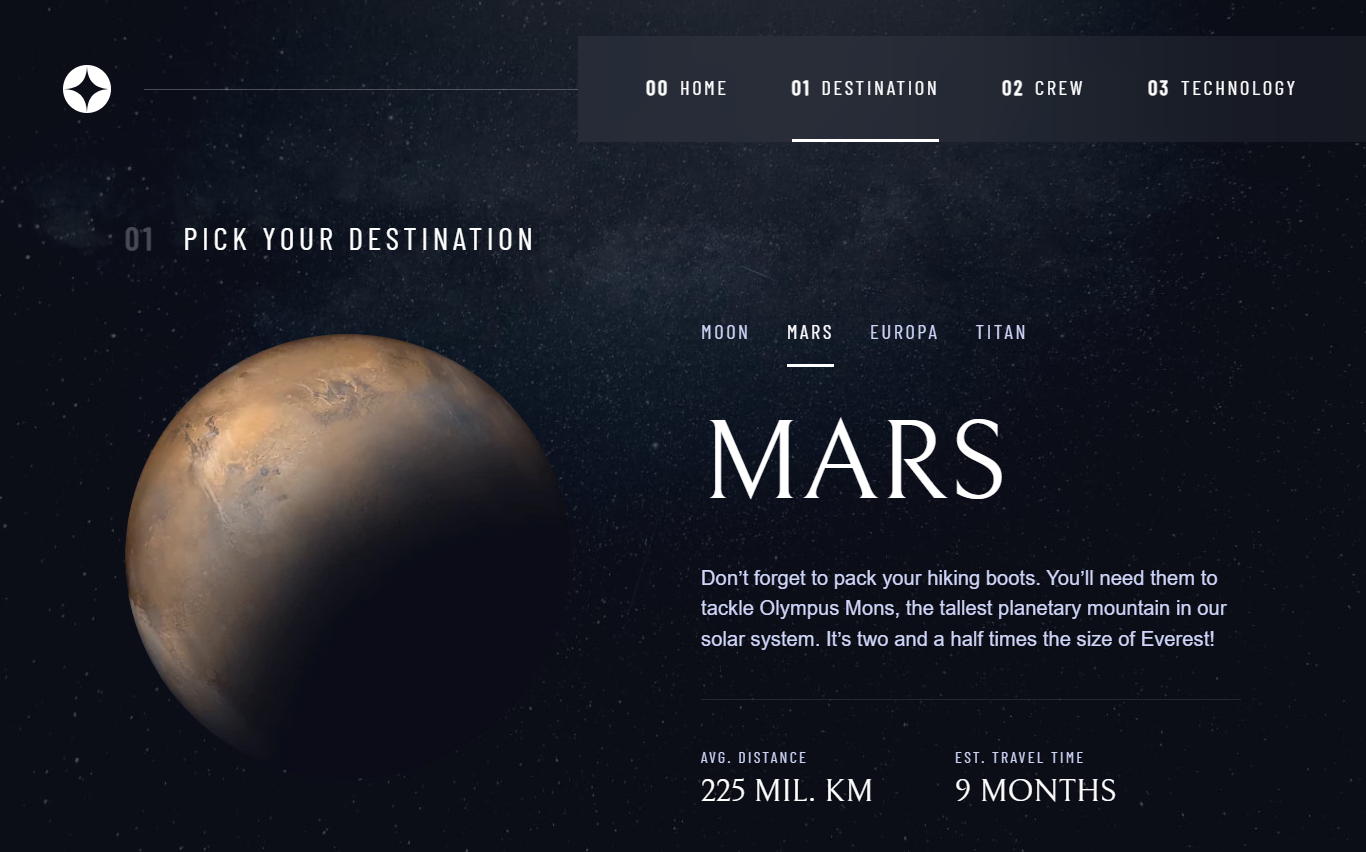 00 HOME 01 DESTINATION 02 CREW 03 TECHNOLOGY
01 PICK YOUR DESTINATION
MOON MARS EUROPA TITAN
MARS
Don’t forget to pack your hiking boots. You’ll need them to
tackle Olympus Mons, the tallest planetary mountain in our
solar system. It’s two and a half times the size of Everest!
AVG. DISTANCE EST. TRAVEL TIME
225 MIL. KM 9 MONTHS